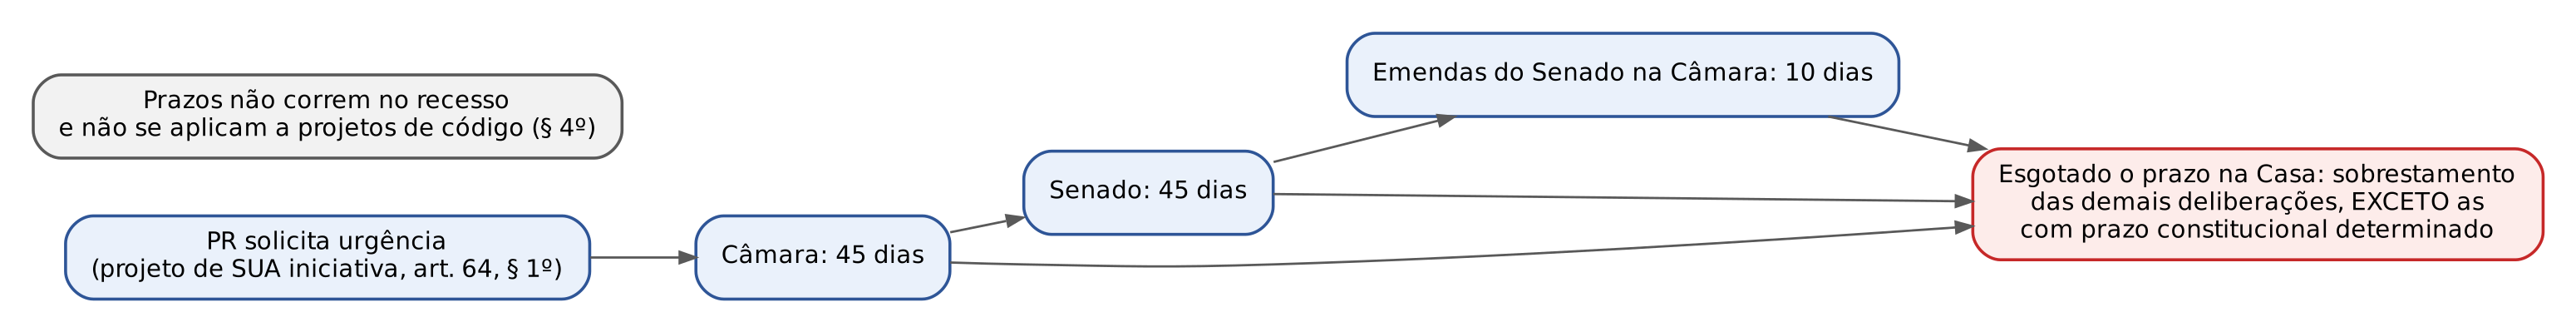 Prazos não correm no recesso
e não se aplicam a projetos de código (§ 4º)
PR solicita urgência
(projeto de SUA iniciativa, art. 64, § 1º)
Câmara: 45 dias
Senado: 45 dias
Emendas do Senado na Câmara: 10 dias
Esgotado o prazo na Casa: sobrestamento
das demais deliberações, EXCETO as
com prazo constitucional determinado